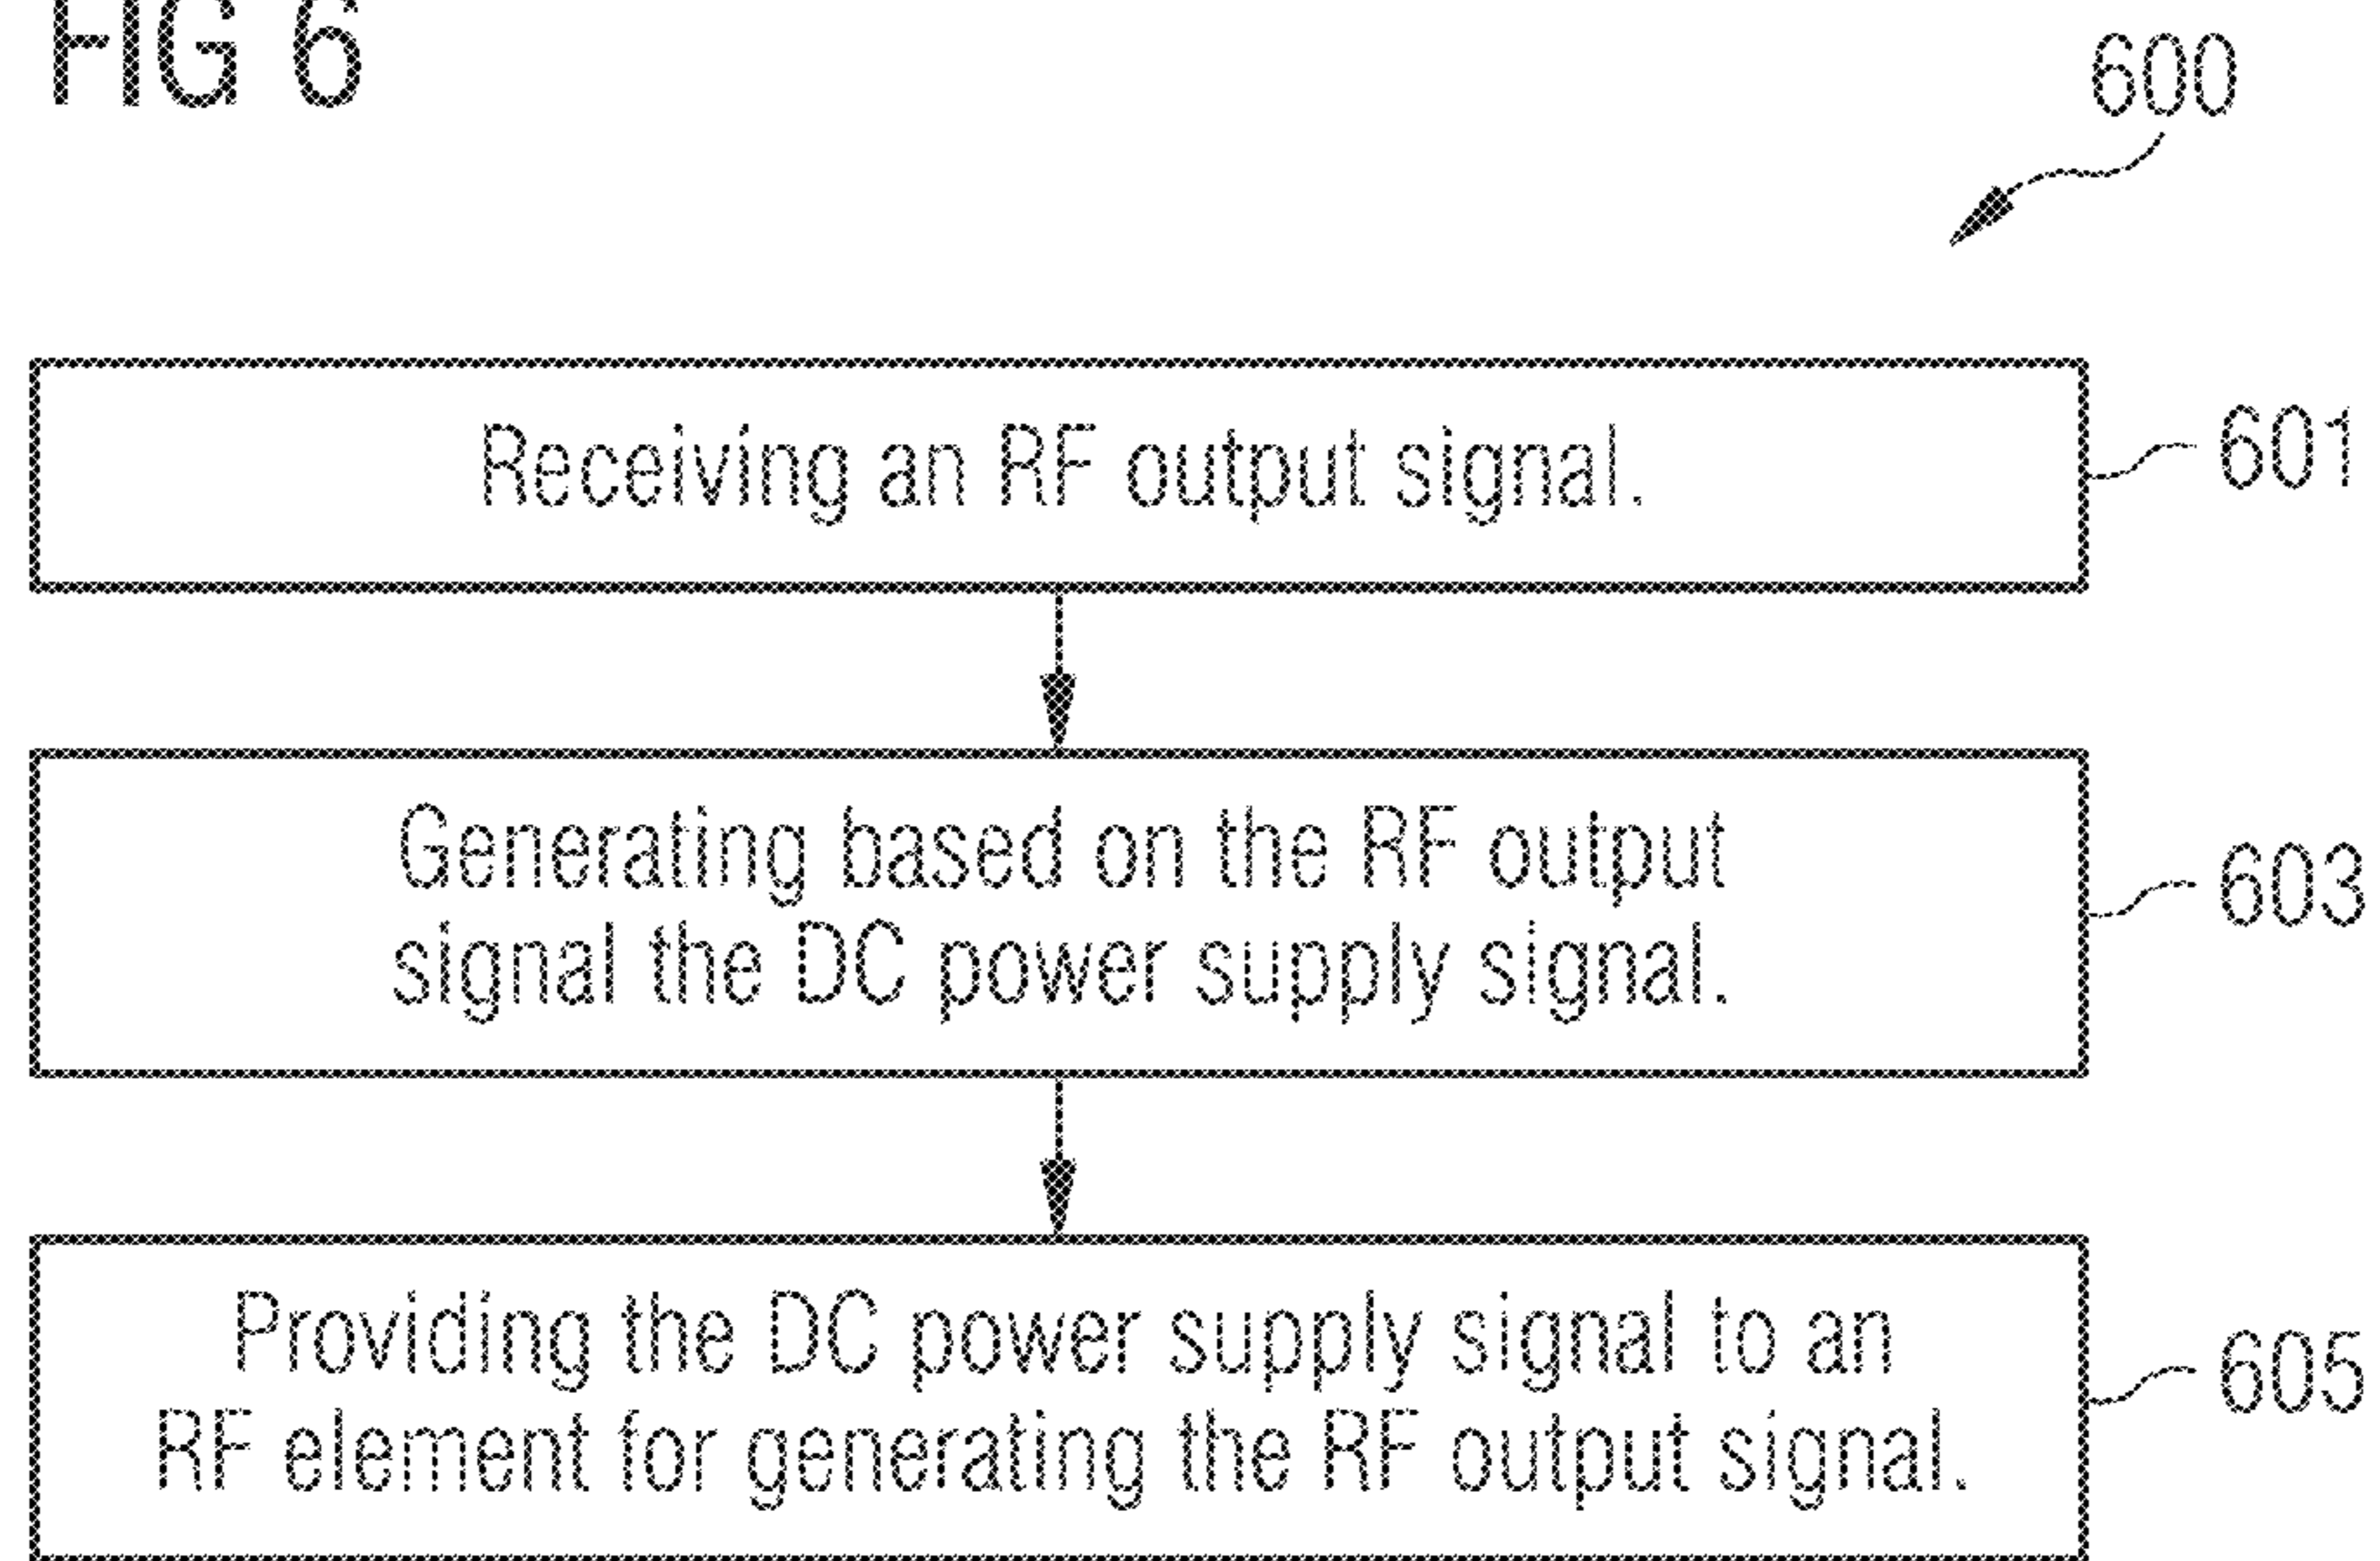 FIG 6
600
Receiving an RF output signal.
601
Generating based on the RF output
signal the DC power supply signal.
603
Providing the DC power supply signal to an
RF element for generating the RF output signal.
605